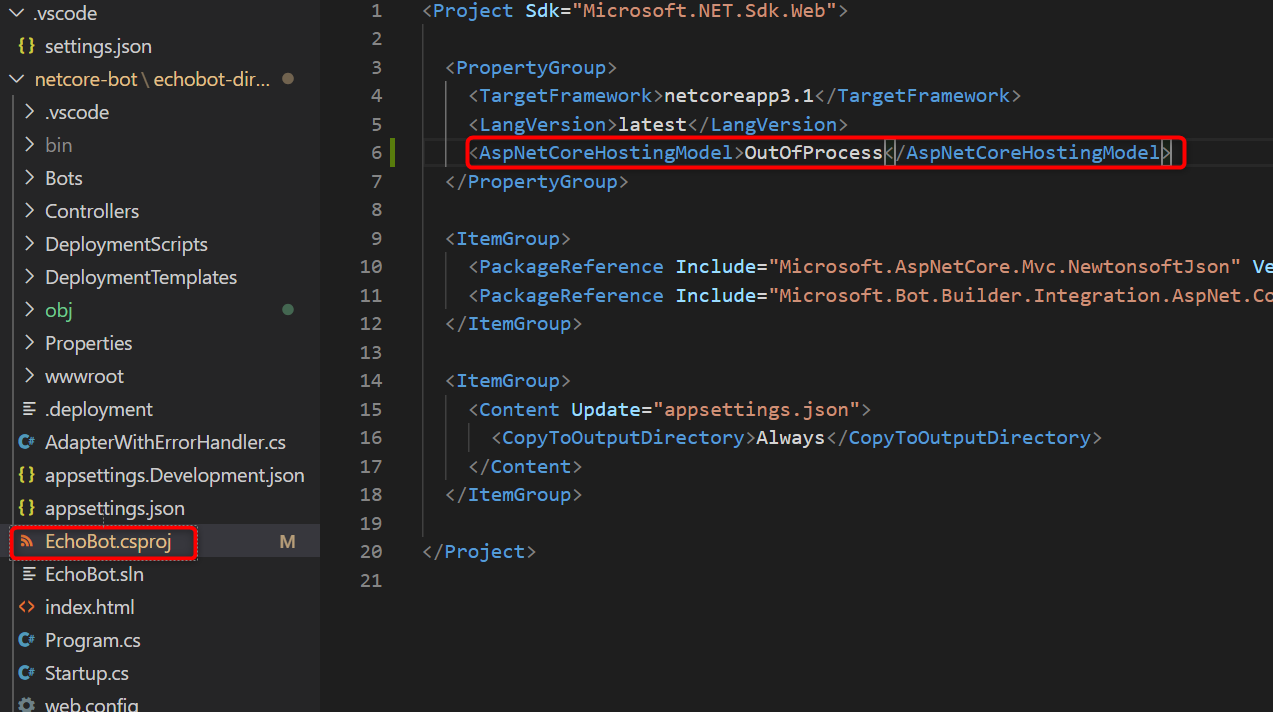 .vscode
settings.json
netcore-bot\echobot-dir...
.vscode
bin
Bots
Controllers
DeploymentScripts
DeploymentTemplates
obj
Properties
wwwroot
.deployment
AdapterWithErrorHandler.cs
appsettings.Development.json
appsettings.json
EchoBot.csproj M
EchoBot.sln
index.html
Program.cs
Startup.cs
web.config
1 <Project Sdk="Microsoft.NET.Sdk.Web">
2
3 <PropertyGroup>
4 <TargetFramework>netcoreapp3.1</TargetFramework>
5 <LangVersion>latest</LangVersion>
6 <AspNetCoreHostingModel>OutOfProcess</AspNetCoreHostingModel>
7 </PropertyGroup>
8
9 <ItemGroup>
10 <PackageReference Include="Microsoft.AspNetCore.Mvc.NewtonsoftJson" Ve
11 <PackageReference Include="Microsoft.Bot.Builder.Integration.AspNet.Co
12 </ItemGroup>
13
14 <ItemGroup>
15 <Content Update="appsettings.json">
16 <CopyToOutputDirectory>Always</CopyToOutputDirectory>
17 </Content>
18 </ItemGroup>
19
20 </Project>
21